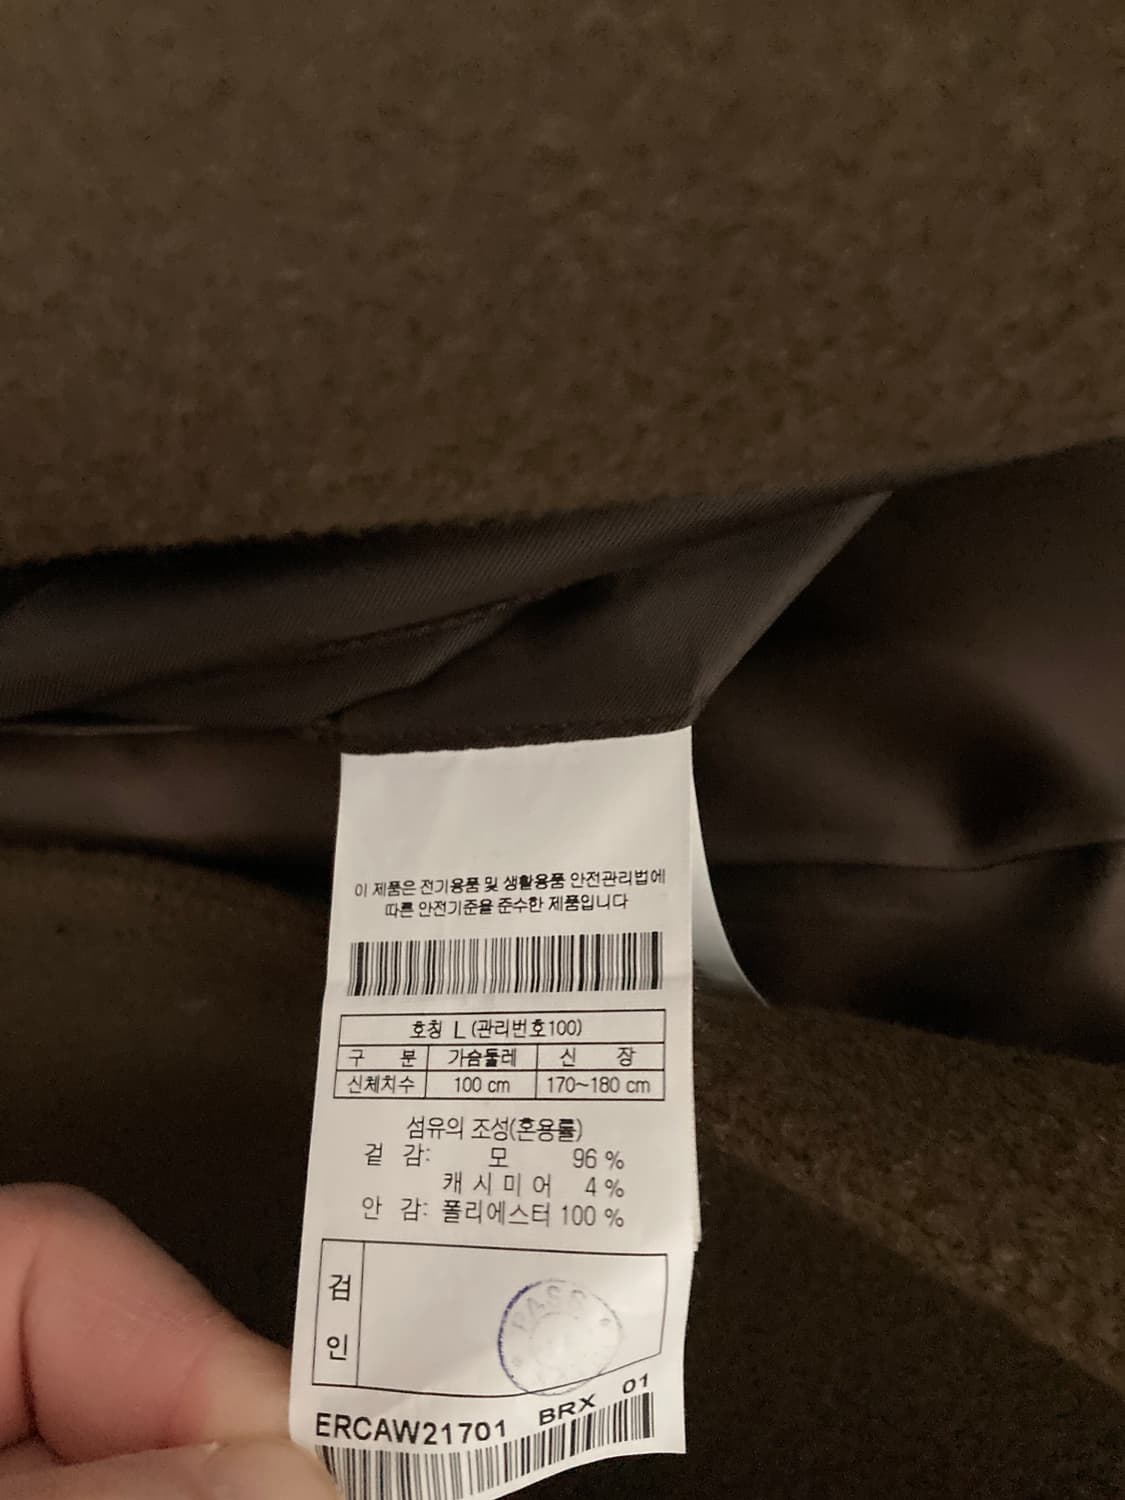 이 제품은 전기용품 및 생활용품 안전관리법에
따른 안전기준을 준수한 제품입니다
호칭 L (관리번호100)
구 분 가슴둘레 신 장
신체치수 100 cm 170~180 cm
섬유의 조성(혼용률)
겉 감: 모 96 %
캐시미어 4 %
안 감: 폴리에스터 100 %
검
인
PASS
ERCAW21701 BRX 01